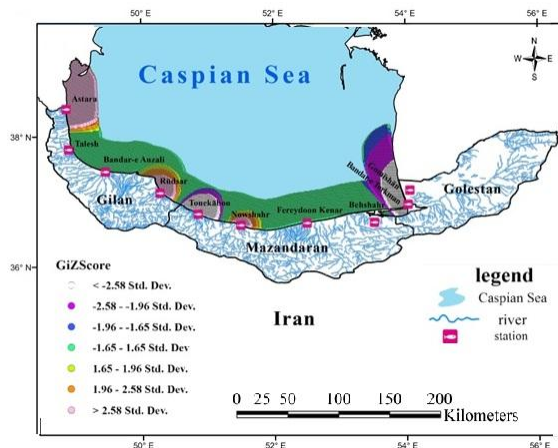 50° E
52° E
54° E
56° E
N
W
E
S
Caspian Sea
Astara
38° N
38° N
Talesh
Bandar-e Anzali
Rudsar
Gomishan
Bandar-e Torkman
Tonekabon
Nowshahr
Fereydoon Kenar
Behshahr
Golestan
Gilan
Mazandaran
36° N
36° N
Iran
GiZScore
< -2.58 Std. Dev.
-2.58 - -1.96 Std. Dev.
-1.96 - -1.65 Std. Dev.
-1.65 - 1.65 Std. Dev
1.65 - 1.96 Std. Dev.
1.96 - 2.58 Std. Dev.
> 2.58 Std. Dev.
legend
Caspian Sea
river
station
0 25 50 100 150 200
Kilometers
50° E
52° E
54° E
56° E